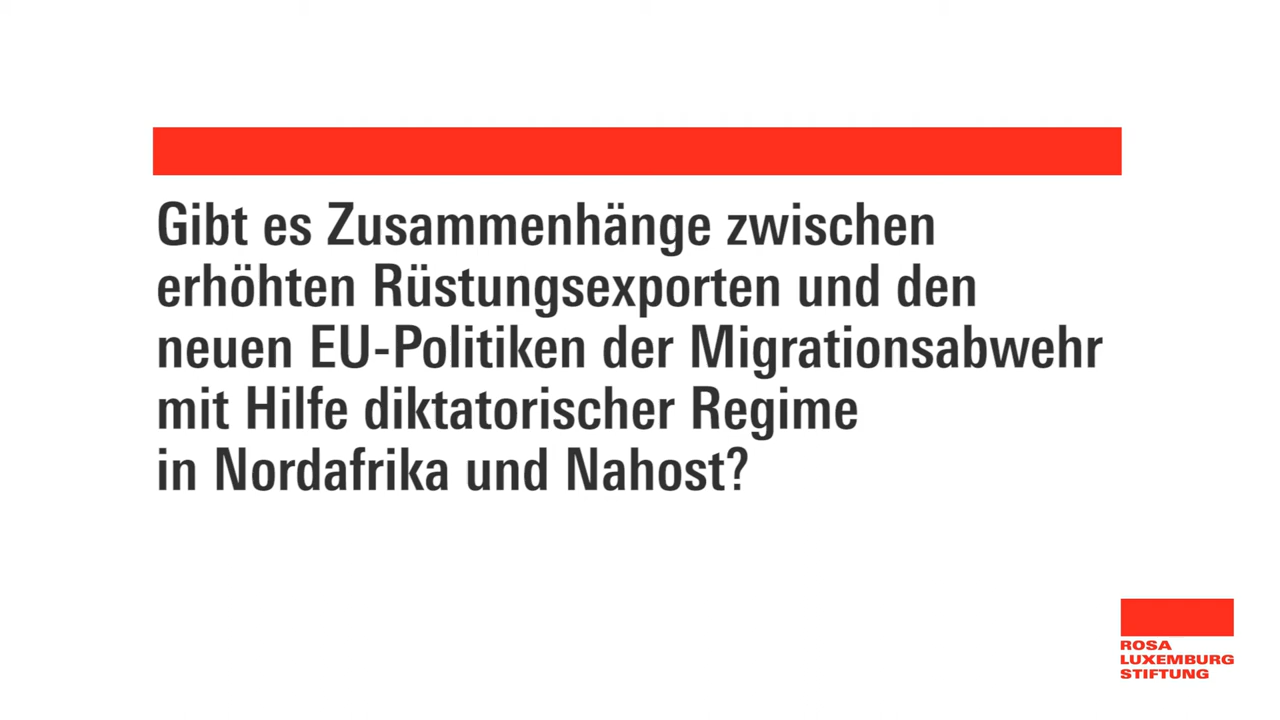 Gibt es Zusammenhänge zwischen
erhöhten Rüstungsexporten und den
neuen EU-Politiken der Migrationsabwehr
mit Hilfe diktatorischer Regime
in Nordafrika und Nahost?
ROSA
LUXEMBURG
STIFTUNG